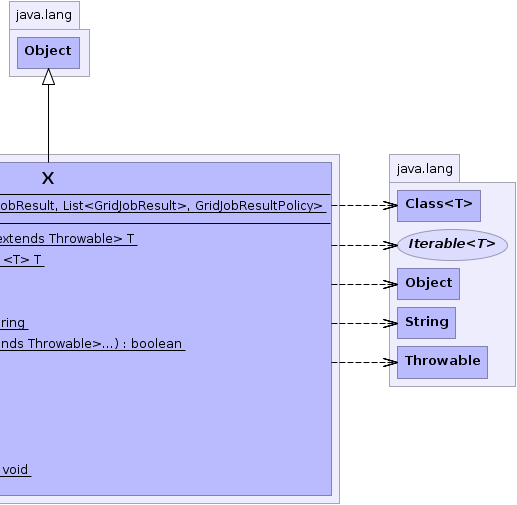 java.lang
Object
X
obResult, List<GridJobResult>, GridJobResultPolicy>
extends Throwable> T
<T> T
ring
nds Throwable>...) : boolean
void
java.lang
Class<T>
Iterable<T>
Object
String
Throwable